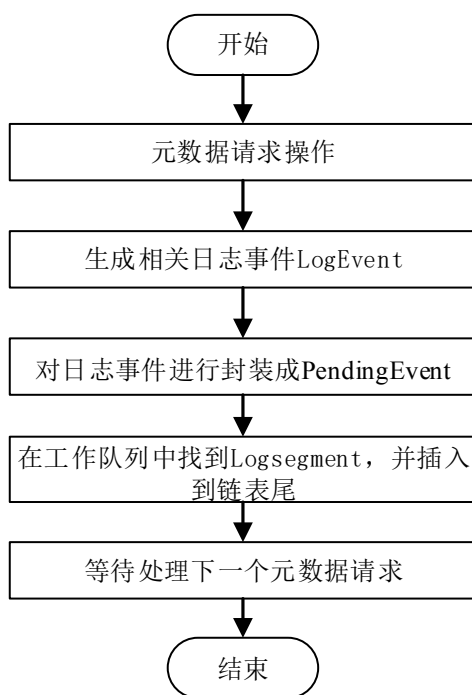 开始
元数据请求操作
生成相关日志事件LogEvent
对日志事件进行封装成PendingEvent
在工作队列中找到Logsegment，并插入
到链表尾
等待处理下一个元数据请求
结束